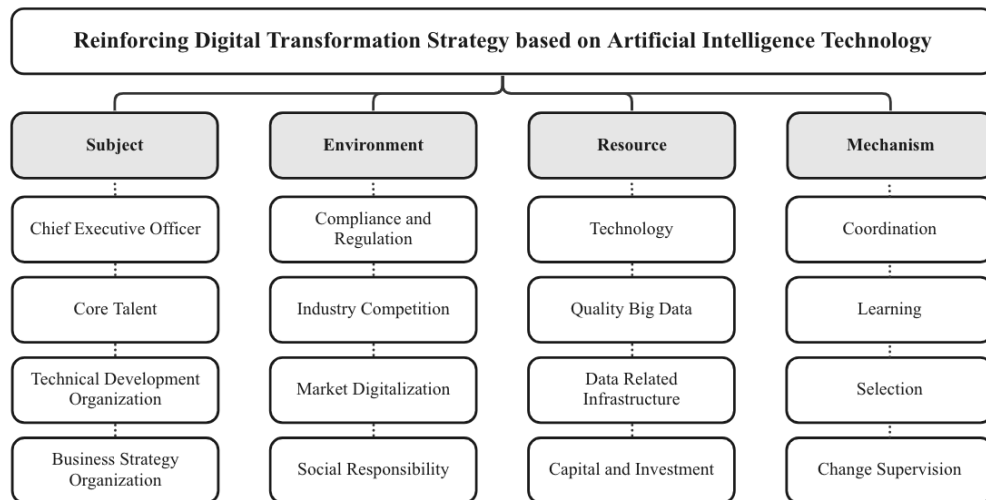 Reinforcing Digital Transformation Strategy based on Artificial Intelligence Technology
Subject
Environment
Resource
Mechanism
Chief Executive Officer
Compliance and
Regulation
Technology
Coordination
Core Talent
Industry Competition
Quality Big Data
Learning
Technical Development
Organization
Market Digitalization
Data Related
Infrastructure
Selection
Business Strategy
Organization
Social Responsibility
Capital and Investment
Change Supervision